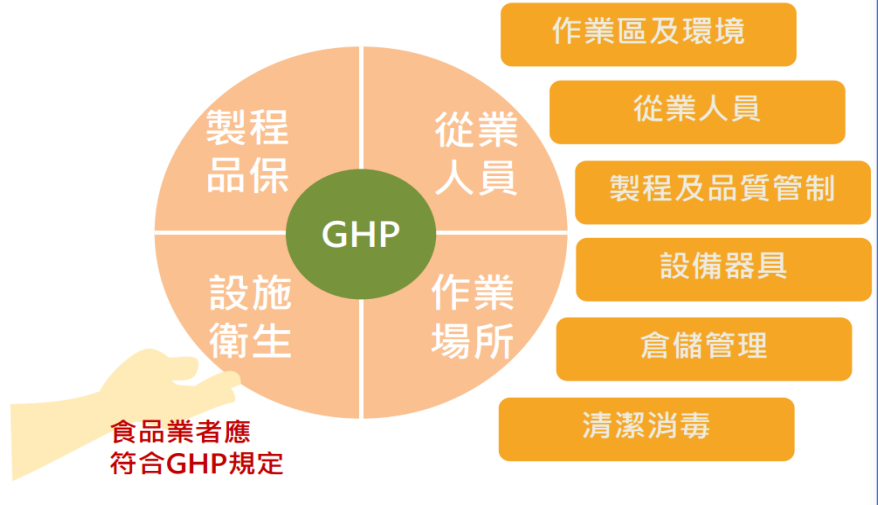 製程
品保
從業
人員
GHP
設施
衛生
作業
場所
食品業者應
符合GHP規定
作業區及環境
從業人員
製程及品質管制
設備器具
倉儲管理
清潔消毒